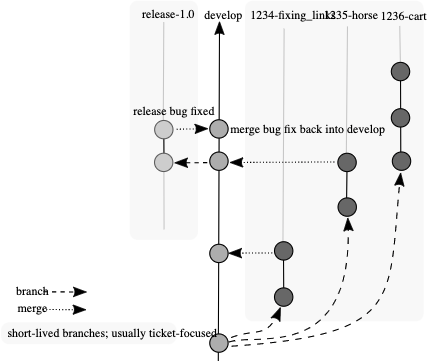 release-1.0
develop
1234-fixing_links
1235-horse
1236-cart
release bug fixed
merge bug fix back into develop
branch
merge
short-lived branches; usually ticket-focused